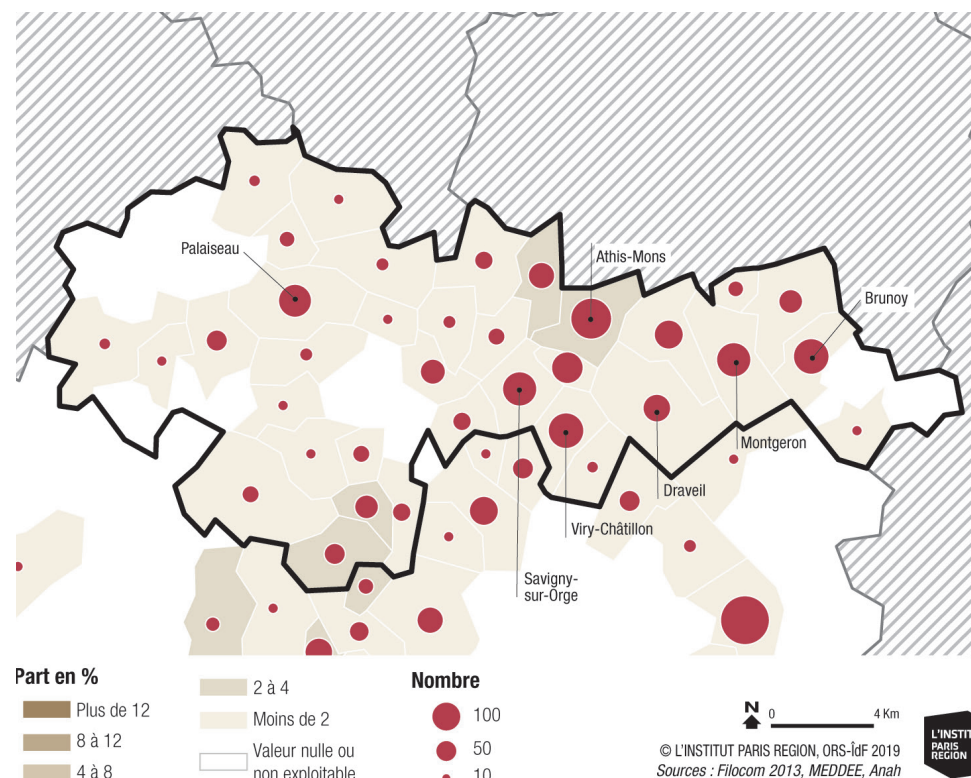 Palaiseau
Athis-Mons
Brunoy
Montgeron
Draveil
Viry-Châtillon
Savigny-
sur-Orge
Part en %
Plus de 12
8 à 12
4 à 8
2 à 4
Moins de 2
Valeur nulle ou
non exploitable
Nombre
100
50
10
N
0
4 Km
© L'INSTITUT PARIS REGION, ORS-îdF 2019
Sources : Filocom 2013, MEDDEE, Anah
L'INSTIT
PARIS
REGION